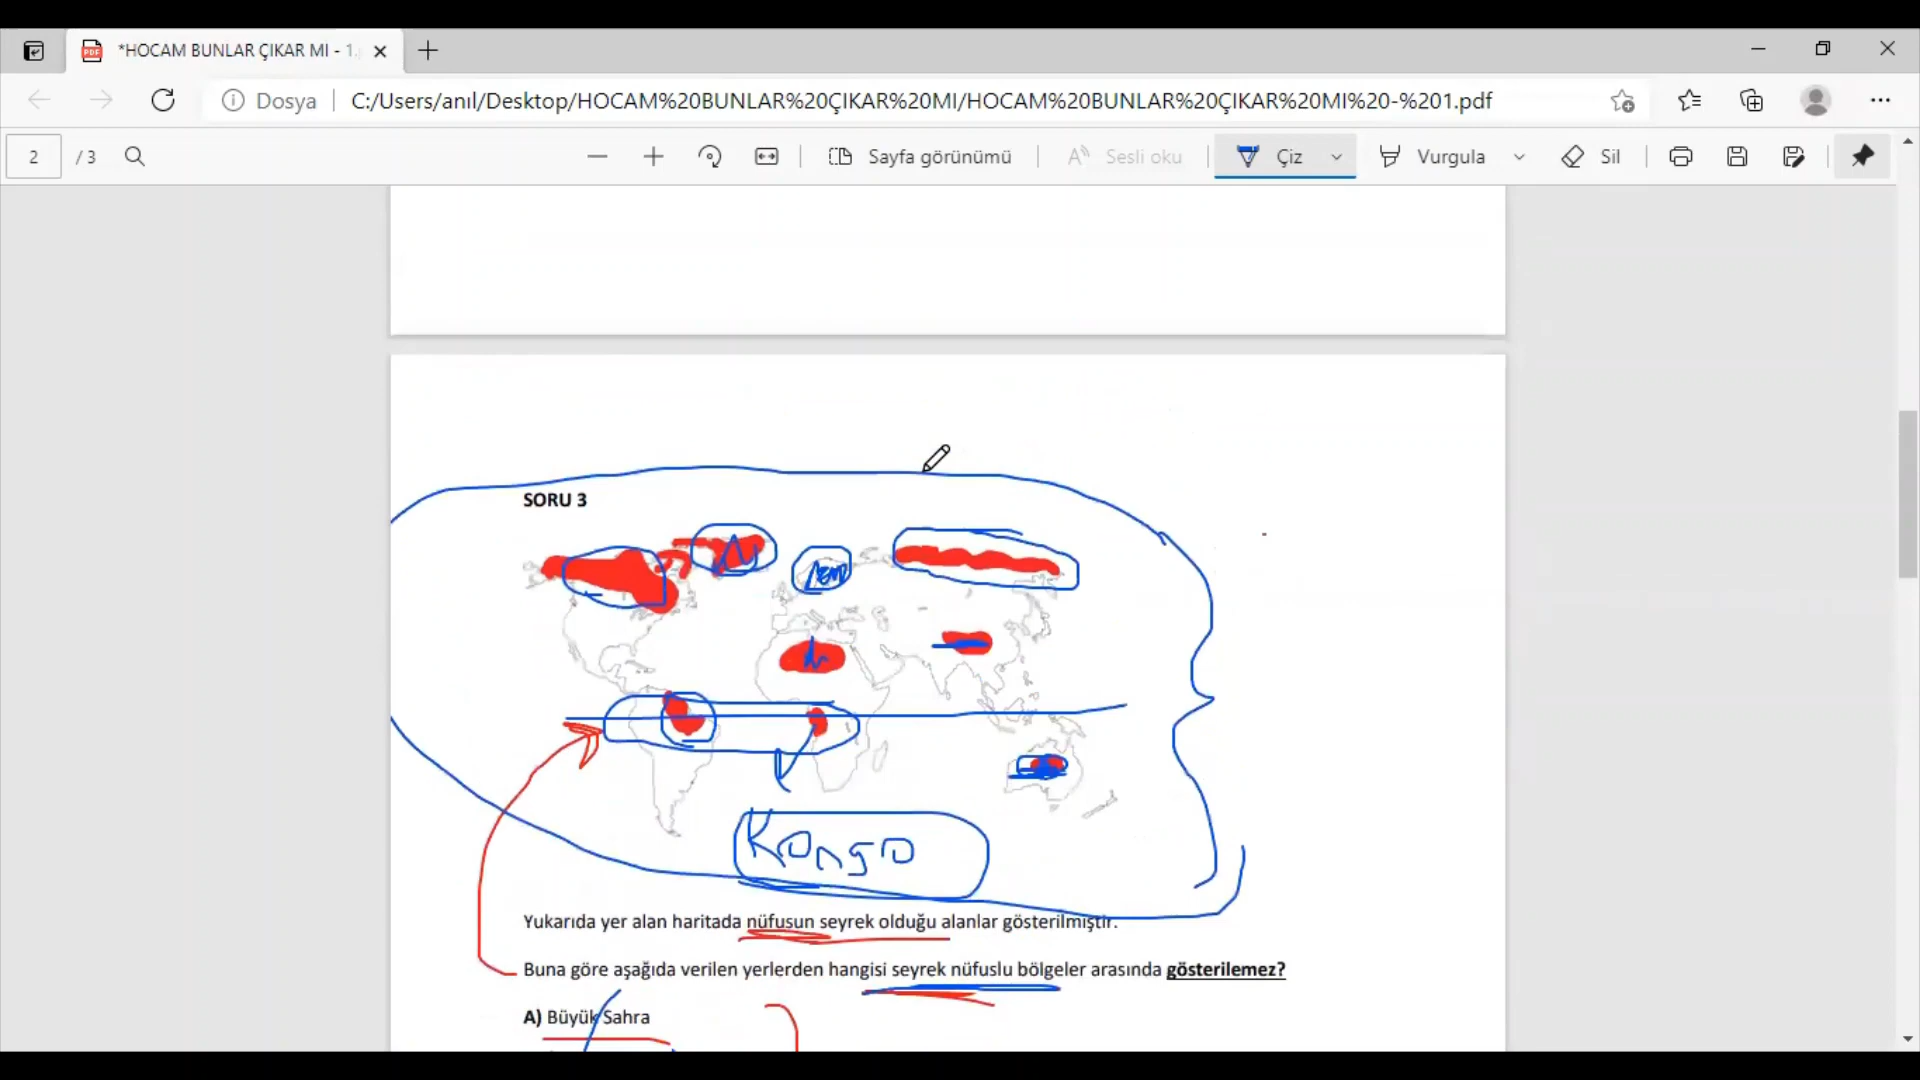 *HOCAM BUNLAR ÇIKAR MI - 1.
Dosya
C:/Users/anıl/Desktop/HOCAM%20BUNLAR%20ÇIKAR%20MI/HOCAM%20BUNLAR%20ÇIKAR%20MI%20-%201.pdf
2 / 3
Sayfa görünümü
Sesli oku
Çiz
Vurgula
Sil
SORU 3
Kongo
Yukarıda yer alan haritada nüfusun seyrek olduğu alanlar gösterilmiştir.
Buna göre aşağıda verilen yerlerden hangisi seyrek nüfuslu bölgeler arasında gösterilemez?
A) Büyük Sahra